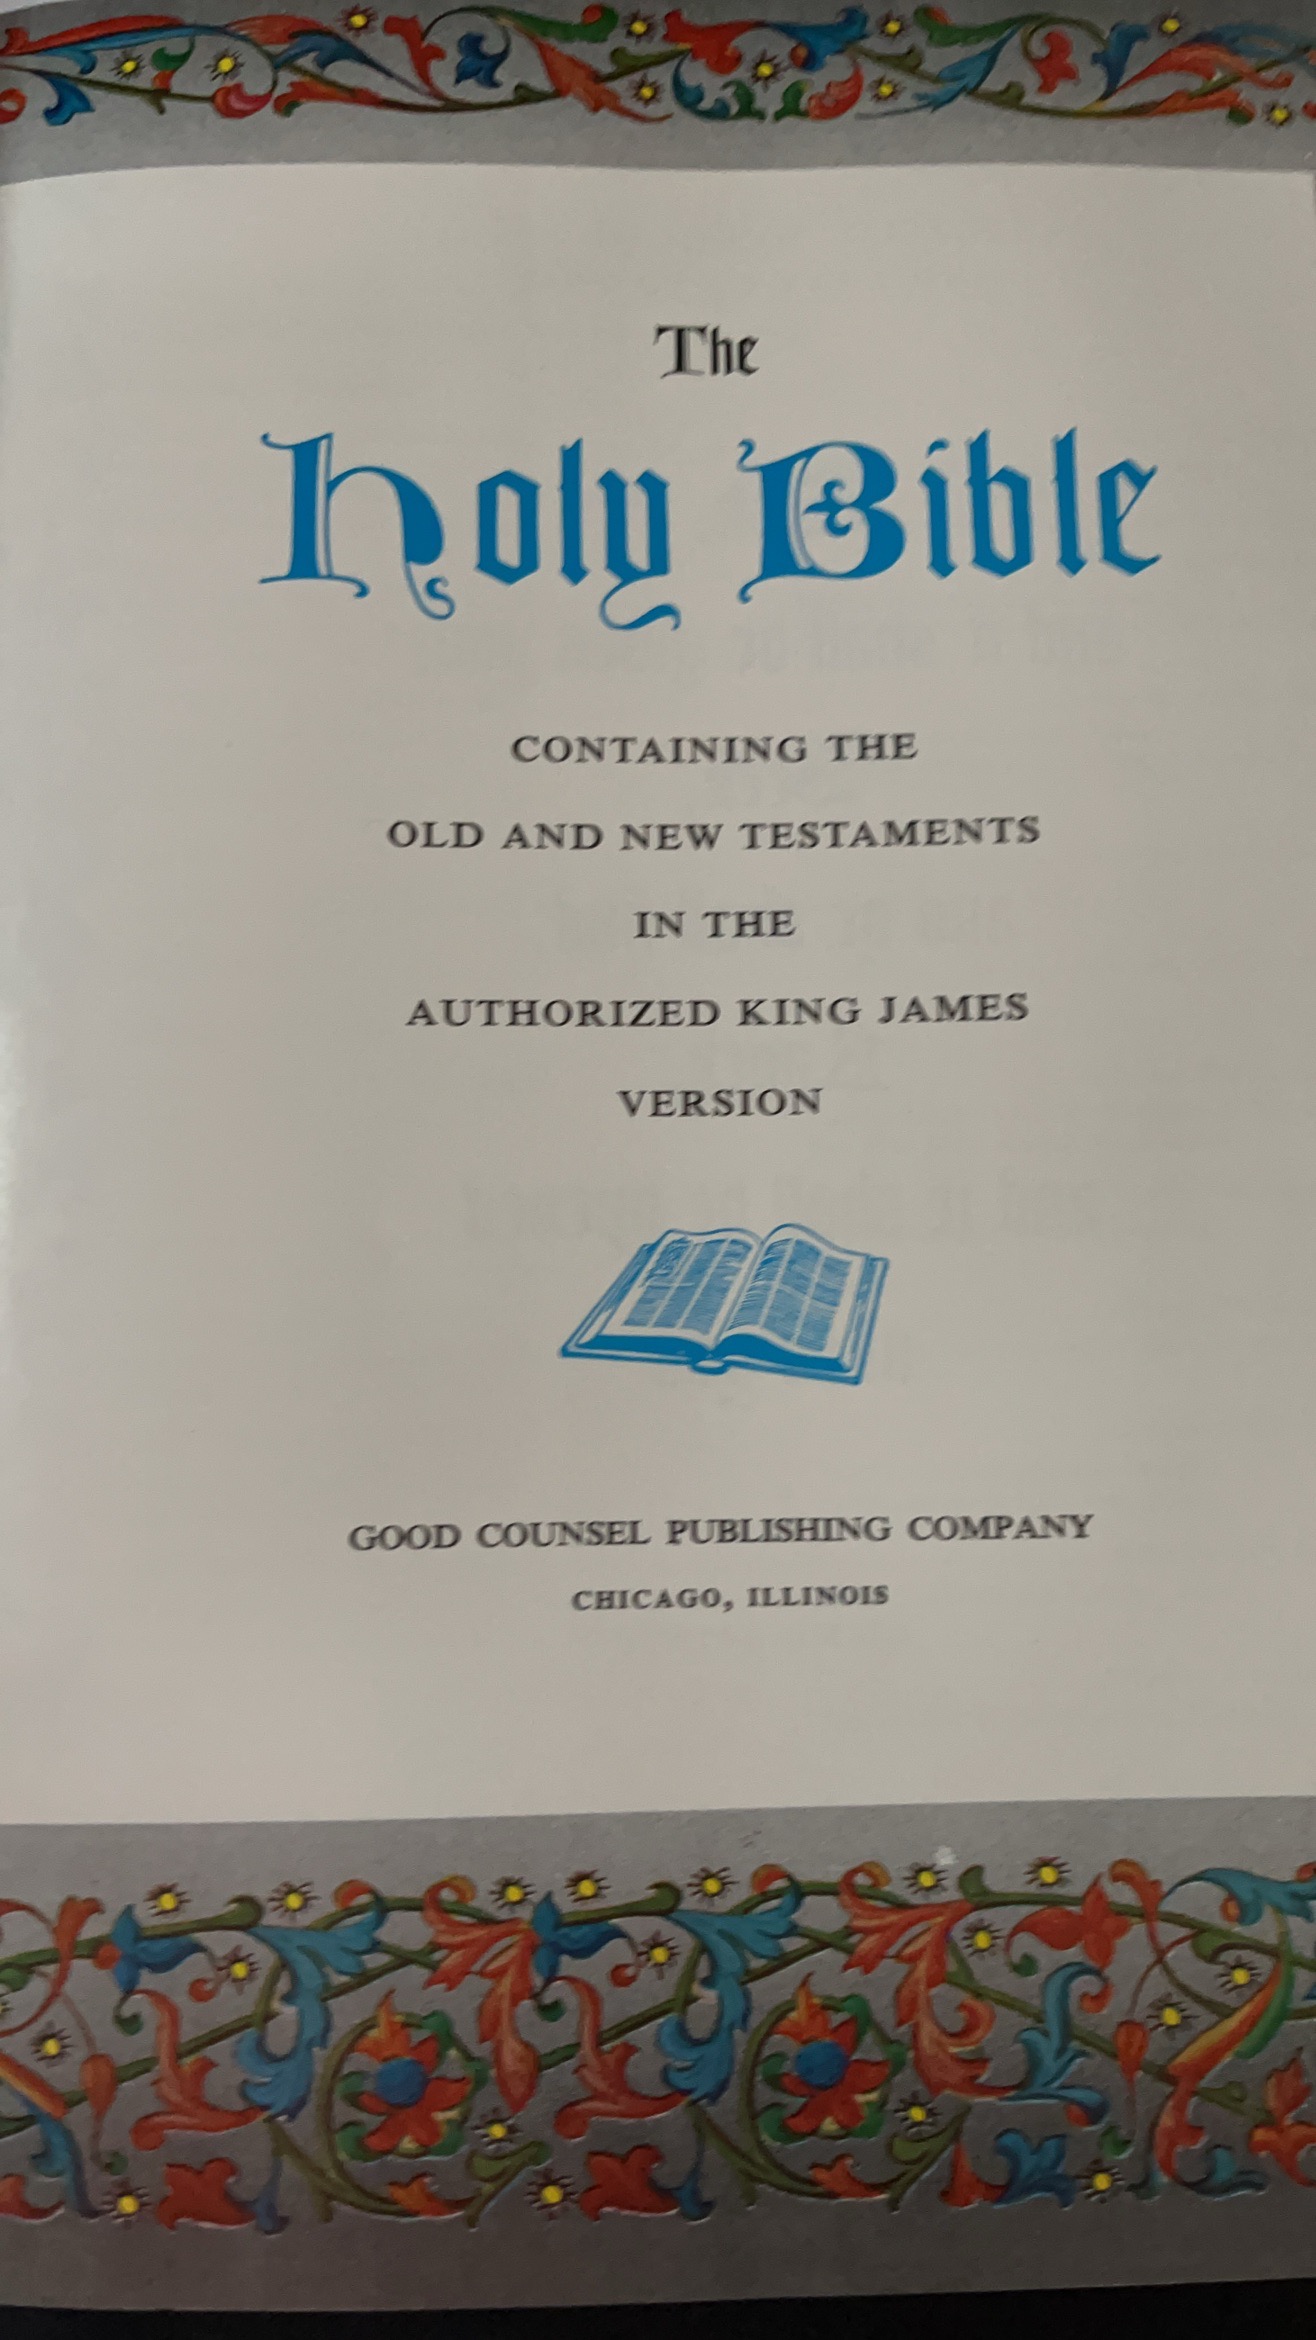 The
Holy Bible
CONTAINING THE
OLD AND NEW TESTAMENTS
IN THE
AUTHORIZED KING JAMES
VERSION
GOOD COUNSEL PUBLISHING COMPANY
CHICAGO, ILLINOIS